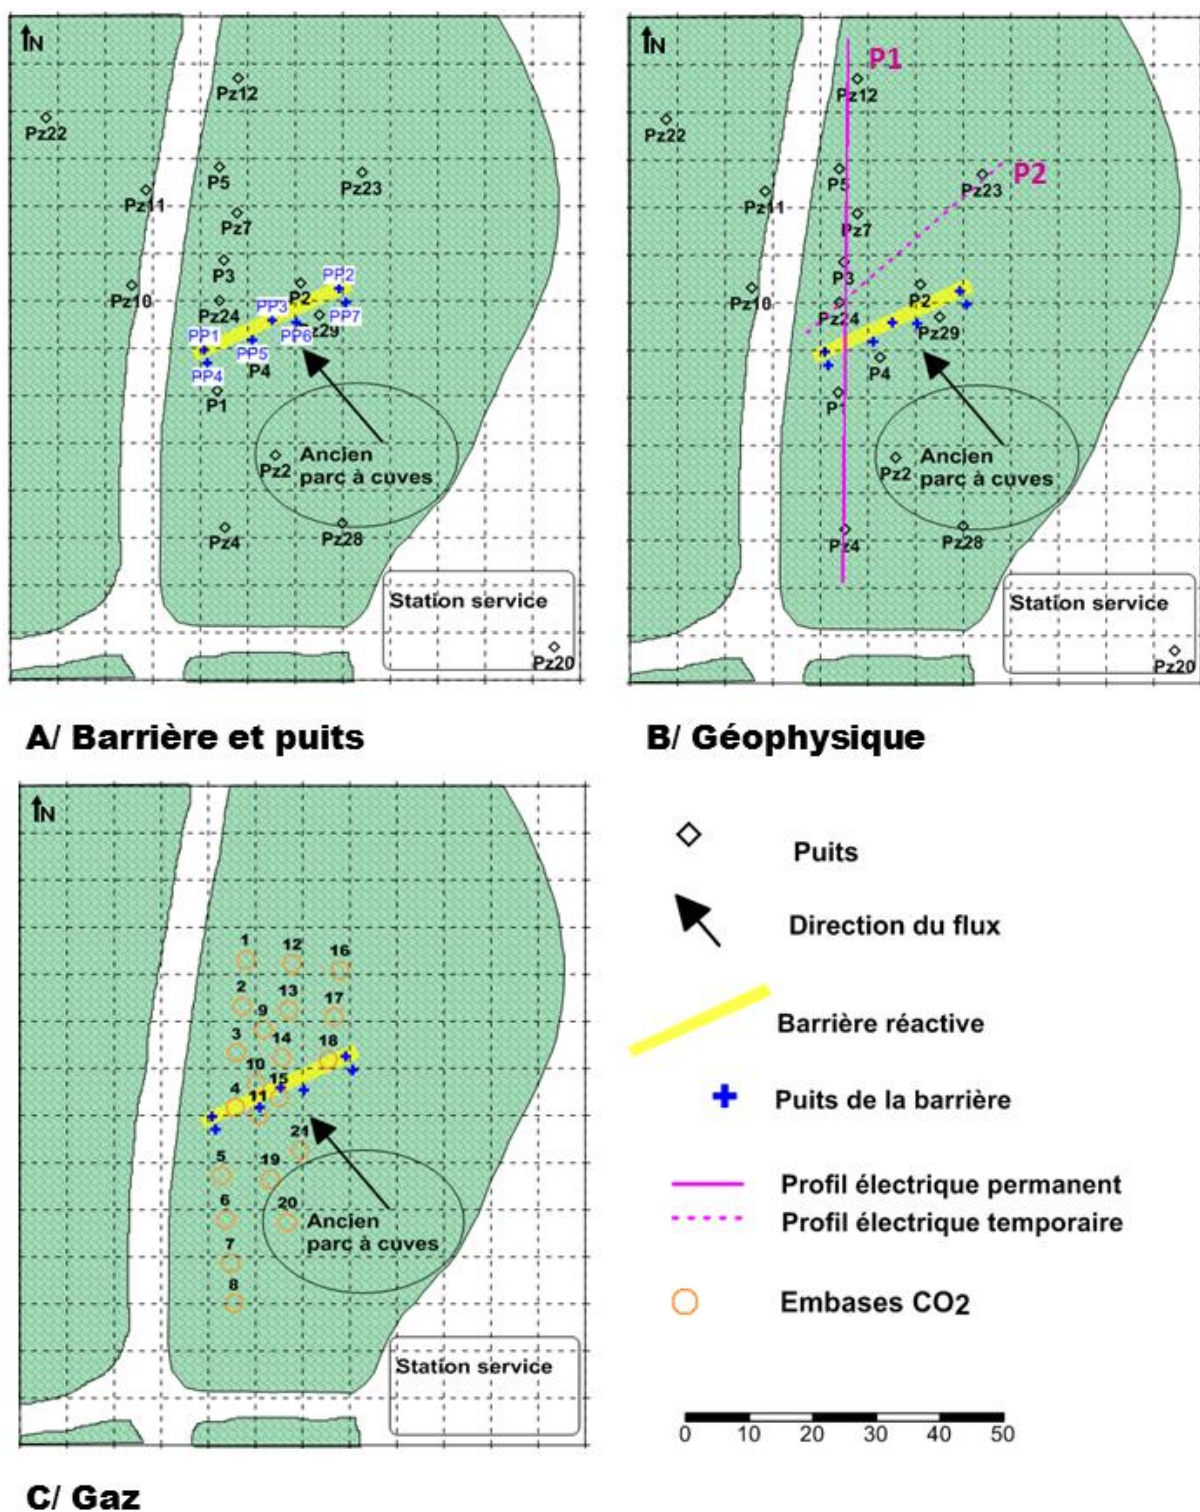 N
Pz12
Pz22
P5
Pz23
Pz11
Pz7
P3
Pz10
PP2
P2
Pz24
PP3
PP7
PP1
PP6
Pz29
PP5
P4
PP4
P1
Ancien
parc à cuves
Pz2
Pz4
Pz28
Station service
Pz20
A/ Barrière et puits
N
P1
Pz12
Pz22
P5
P2
Pz23
Pz11
Pz7
P3
Pz10
P2
Pz24
Pz29
P4
P1
Ancien
parc à cuves
Pz2
Pz4
Pz28
Station service
Pz20
B/ Géophysique
N
1
12
16
2
13
17
9
3
14
18
10
15
4
11
21
5
19
6
20
Ancien
parc à cuves
7
8
Station service
C/ Gaz
Puits
Direction du flux
Barrière réactive
Puits de la barrière
Profil électrique permanent
Profil électrique temporaire
Embases CO2
0 10 20 30 40 50